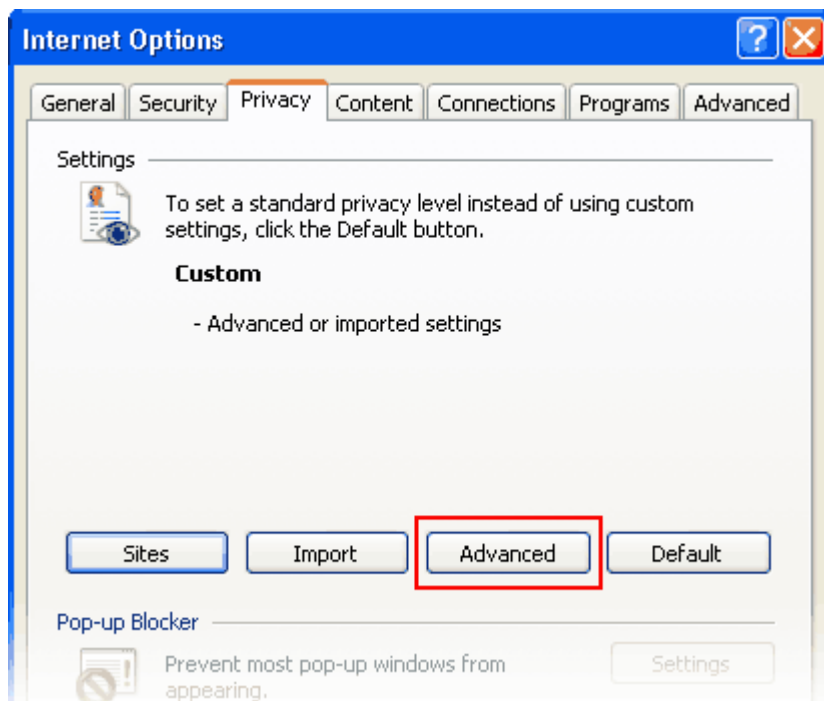 Internet Options
General Security Privacy Content Connections Programs Advanced
Settings
To set a standard privacy level instead of using custom
settings, click the Default button.
Custom
- Advanced or imported settings
Sites Import Advanced Default
Pop-up Blocker
Prevent most pop-up windows from
appearing.
Settings